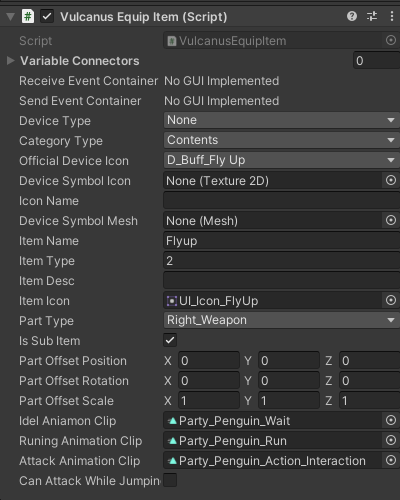 Vulcanus Equip Item (Script)
Script VulcanusEquipItem
Variable Connectors 0
Receive Event Container No GUI Implemented
Send Event Container No GUI Implemented
Device Type None
Category Type Contents
Official Device Icon D_Buff_Fly Up
Device Symbol Icon None (Texture 2D)
Icon Name
Device Symbol Mesh None (Mesh)
Item Name Flyup
Item Type 2
Item Desc
Item Icon UI_Icon_FlyUp
Part Type Right_Weapon
Is Sub Item
Part Offset Position X 0 Y 0 Z 0
Part Offset Rotation X 0 Y 0 Z 0
Part Offset Scale X 1 Y 1 Z 1
Idel Aniamon Clip Party_Penguin_Wait
Runing Animation Clip Party_Penguin_Run
Attack Animation Clip Party_Penguin_Action_Interaction
Can Attack While Jumpin